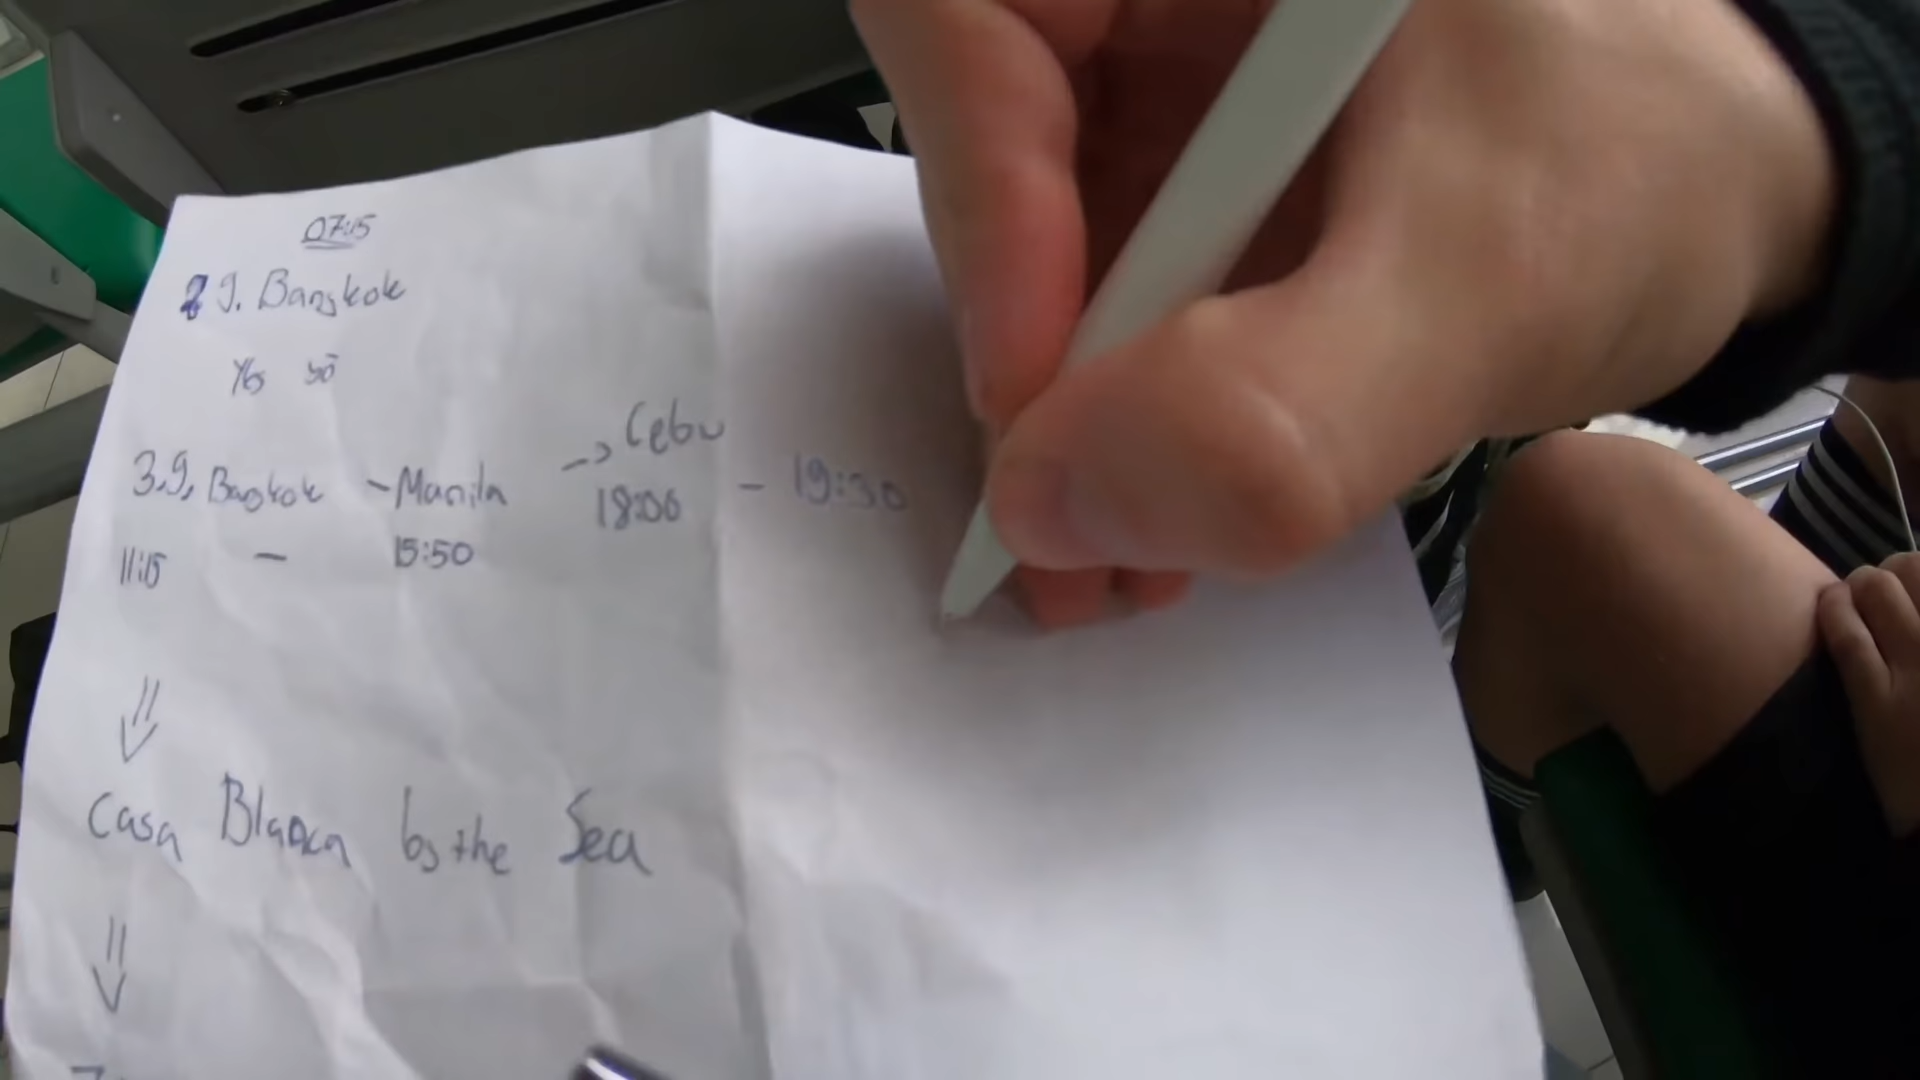 07:15
2 9. Bangkok
3.9. Bangkok - Manila -> Cebu
11:15 - 15:50 18:00 - 19:30
Casa Blanca by the Sea